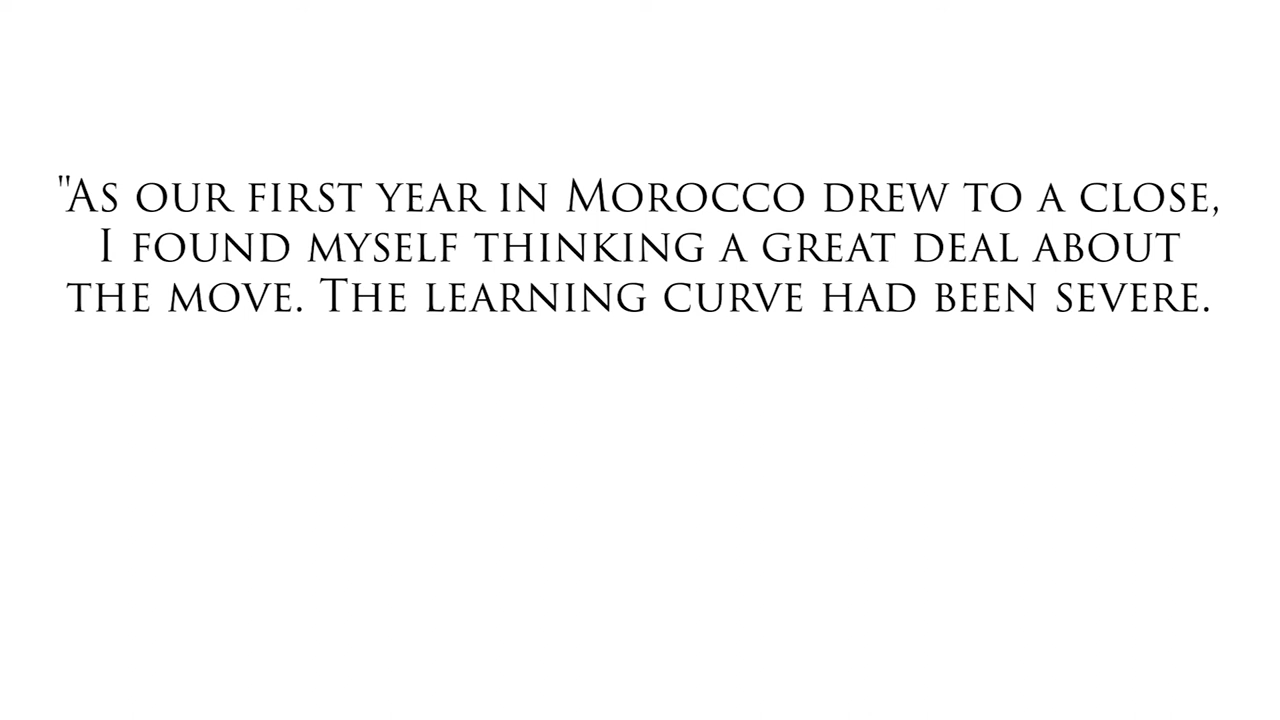 "As our first year in Morocco drew to a close,
I found myself thinking a great deal about
the move. The learning curve had been severe.